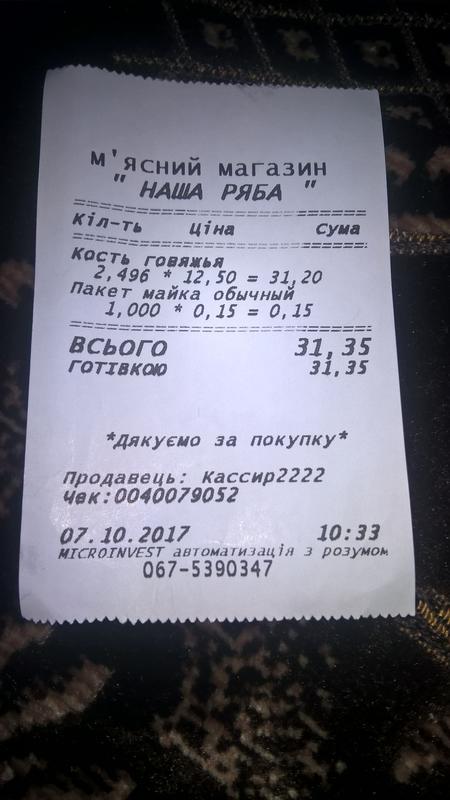 м'ясний магазин
" НАША РЯБА "
Кіл-ть Ціна Сума
Кость говяжья
2,496 * 12,50 = 31,20
Пакет майка обычный
1,000 * 0,15 = 0,15
ВСЬОГО 31,35
ГОТІВКОЮ 31,35
*Дякуємо за покупку*
Продавець: Кассир2222
Чек:0040079052
07.10.2017 10:33
MICROINVEST автоматизація з розумом
067-5390347